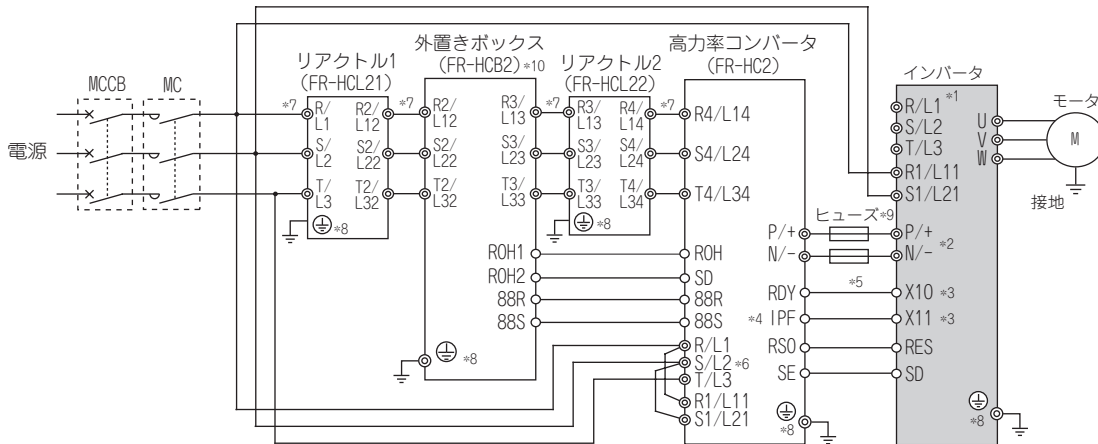 電源
MCCB
MC
リアクトル1
(FR-HCL21)
*7
R/
L1
R2/
L12
S/
L2
S2/
L22
T/
L3
T2/
L32
*8
外置きボックス
(FR-HCB2)*10
*7
R2/
L12
R3/
L13
S2/
L22
S3/
L23
T2/
L32
T3/
L33
ROH1
ROH2
88R
88S
*8
リアクトル2
(FR-HCL22)
*7
R3/
L13
R4/
L14
S3/
L23
S4/
L24
T3/
L33
T4/
L34
*8
高力率コンバータ
(FR-HC2)
*7
R4/L14
S4/L24
T4/L34
P/+
N/-
ROH
SD
88R
88S
RDY
*4 IPF
RSO
SE
R/L1
S/L2 *6
T/L3
R1/L11
S1/L21
*8
ヒューズ*9
*5
インバータ
R/L1 *1
S/L2
T/L3
R1/L11
S1/L21
P/+
N/- *2
X10 *3
X11 *3
RES
SD
*8
U
V
W
モータ
M
接地